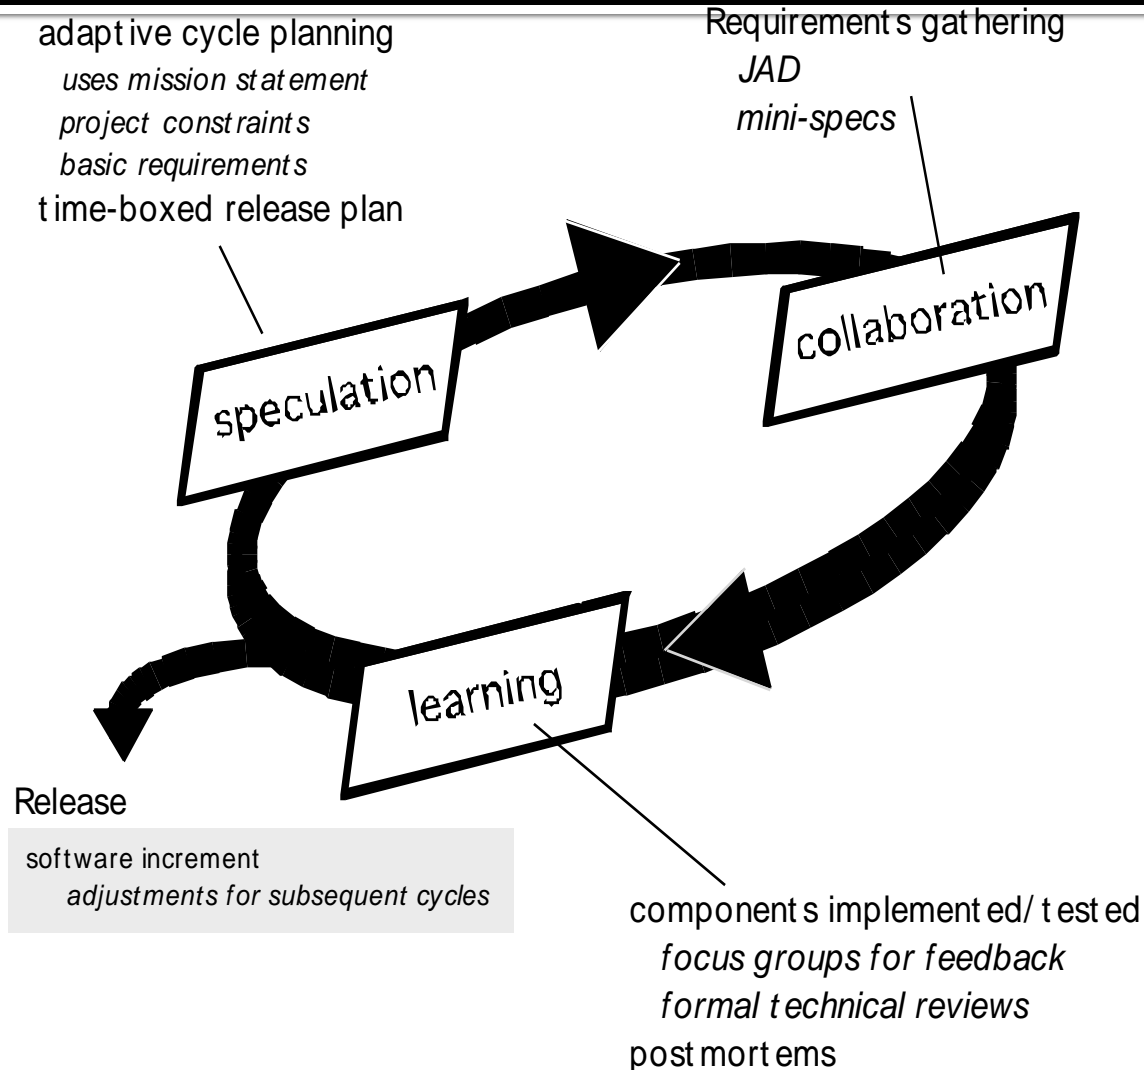 adaptive cycle planning
uses mission statement
project constraints
basic requirements
time-boxed release plan
Requirements gathering
JAD
mini-specs
speculation
collaboration
learning
Release
software increment
adjustments for subsequent cycles
components implemented/ tested
focus groups for feedback
formal technical reviews
postmortems